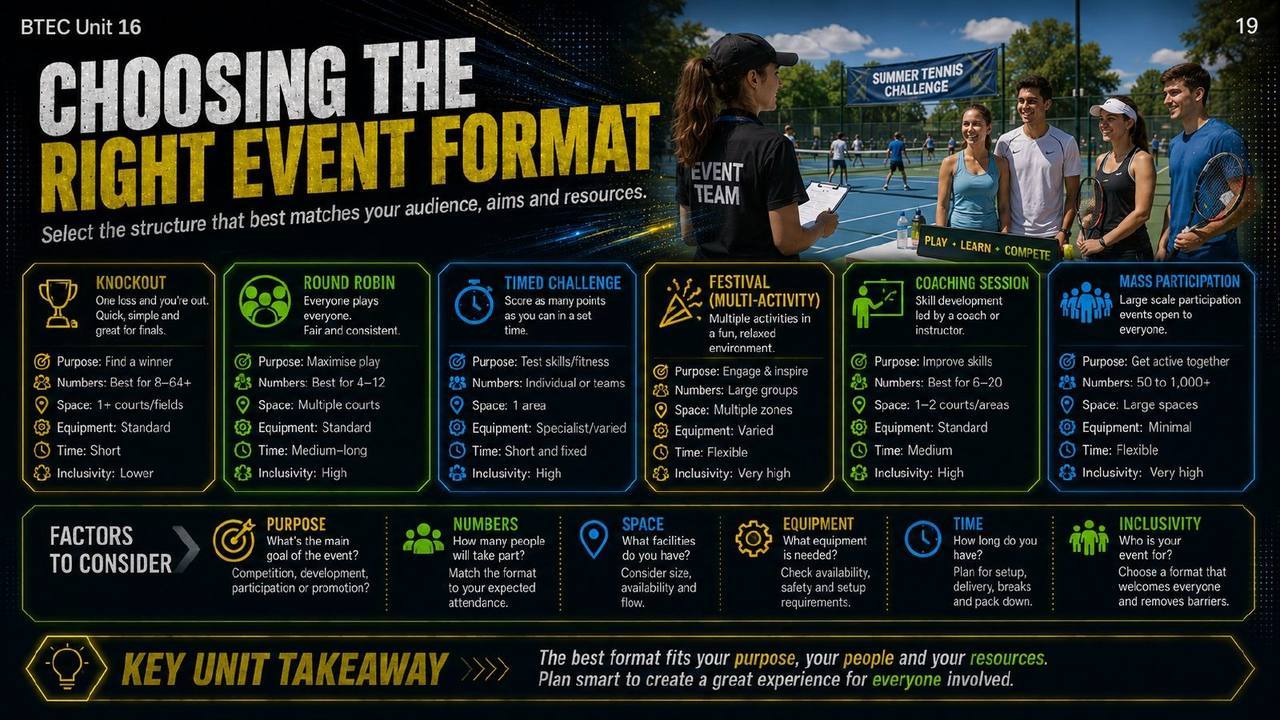 BTEC Unit 16
19
CHOOSING THE
RIGHT EVENT FORMAT
Select the structure that best matches your audience, aims and resources.
SUMMER TENNIS
CHALLENGE
EVENT
TEAM
PLAY • LEARN • COMPETE
KNOCKOUT
One loss and you're out.
Quick, simple and
great for finals.
Purpose: Find a winner
Numbers: Best for 8–64+
Space: 1+ courts/fields
Equipment: Standard
Time: Short
Inclusivity: Lower
ROUND ROBIN
Everyone plays
everyone.
Fair and consistent.
Purpose: Maximise play
Numbers: Best for 4–12
Space: Multiple courts
Equipment: Standard
Time: Medium–long
Inclusivity: High
TIMED CHALLENGE
Score as many points
as you can in a set
time.
Purpose: Test skills/fitness
Numbers: Individual or teams
Space: 1 area
Equipment: Specialist/varied
Time: Short and fixed
Inclusivity: High
FESTIVAL
(MULTI-ACTIVITY)
Multiple activities in
a fun, relaxed
environment.
Purpose: Engage & inspire
Numbers: Large groups
Space: Multiple zones
Equipment: Varied
Time: Flexible
Inclusivity: Very high
COACHING SESSION
Skill development
led by a coach or
instructor.
Purpose: Improve skills
Numbers: Best for 6–20
Space: 1–2 courts/areas
Equipment: Standard
Time: Medium
Inclusivity: High
MASS PARTICIPATION
Large scale participation
events open to
everyone.
Purpose: Get active together
Numbers: 50 to 1,000+
Space: Large spaces
Equipment: Minimal
Time: Flexible
Inclusivity: Very high
FACTORS
TO CONSIDER
PURPOSE
What's the main
goal of the event?
Competition, development,
participation or promotion?
NUMBERS
How many people
will take part?
Match the format
to your expected
attendance.
SPACE
What facilities
do you have?
Consider size,
availability and
flow.
EQUIPMENT
What equipment
is needed?
Check availability,
safety and setup
requirements.
TIME
How long do you
have?
Plan for setup,
delivery, breaks
and pack down.
INCLUSIVITY
Who is your
event for?
Choose a format that
welcomes everyone
and removes barriers.
KEY UNIT TAKEAWAY
The best format fits your purpose, your people and your resources.
Plan smart to create a great experience for everyone involved.